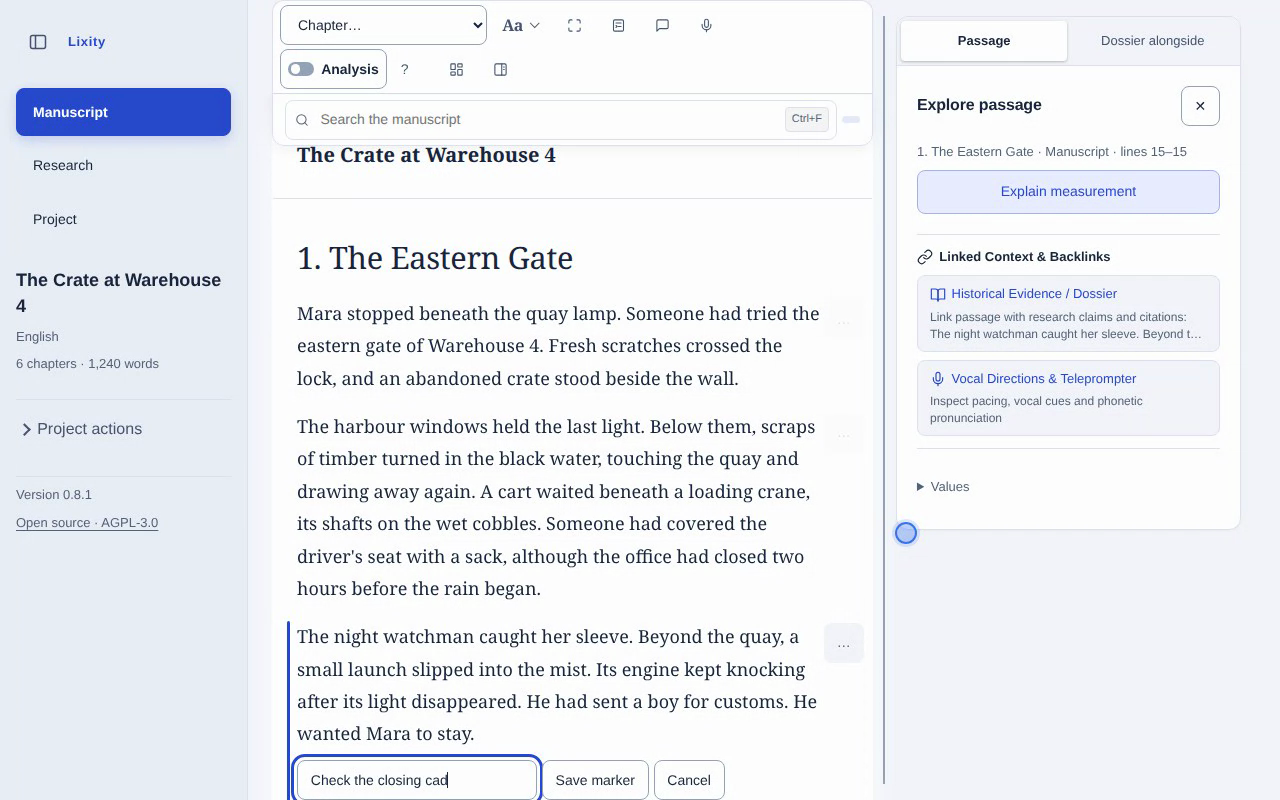 Lixity
Manuscript
Research
Project
The Crate at Warehouse
4
English
6 chapters · 1,240 words
Project actions
Version 0.8.1
Open source · AGPL-3.0
Chapter…
Aa
Analysis
?
Search the manuscript
Ctrl+F
The Crate at Warehouse 4
1. The Eastern Gate
Mara stopped beneath the quay lamp. Someone had tried the
eastern gate of Warehouse 4. Fresh scratches crossed the
lock, and an abandoned crate stood beside the wall.
…
The harbour windows held the last light. Below them, scraps
of timber turned in the black water, touching the quay and
drawing away again. A cart waited beneath a loading crane,
its shafts on the wet cobbles. Someone had covered the
driver's seat with a sack, although the office had closed two
hours before the rain began.
…
The night watchman caught her sleeve. Beyond the quay, a
small launch slipped into the mist. Its engine kept knocking
after its light disappeared. He had sent a boy for customs. He
wanted Mara to stay.
…
Check the closing cad
Save marker
Cancel
Passage
Dossier alongside
Explore passage
×
1. The Eastern Gate · Manuscript · lines 15–15
Explain measurement
Linked Context & Backlinks
Historical Evidence / Dossier
Link passage with research claims and citations:
The night watchman caught her sleeve. Beyond t…
Vocal Directions & Teleprompter
Inspect pacing, vocal cues and phonetic
pronunciation
Values